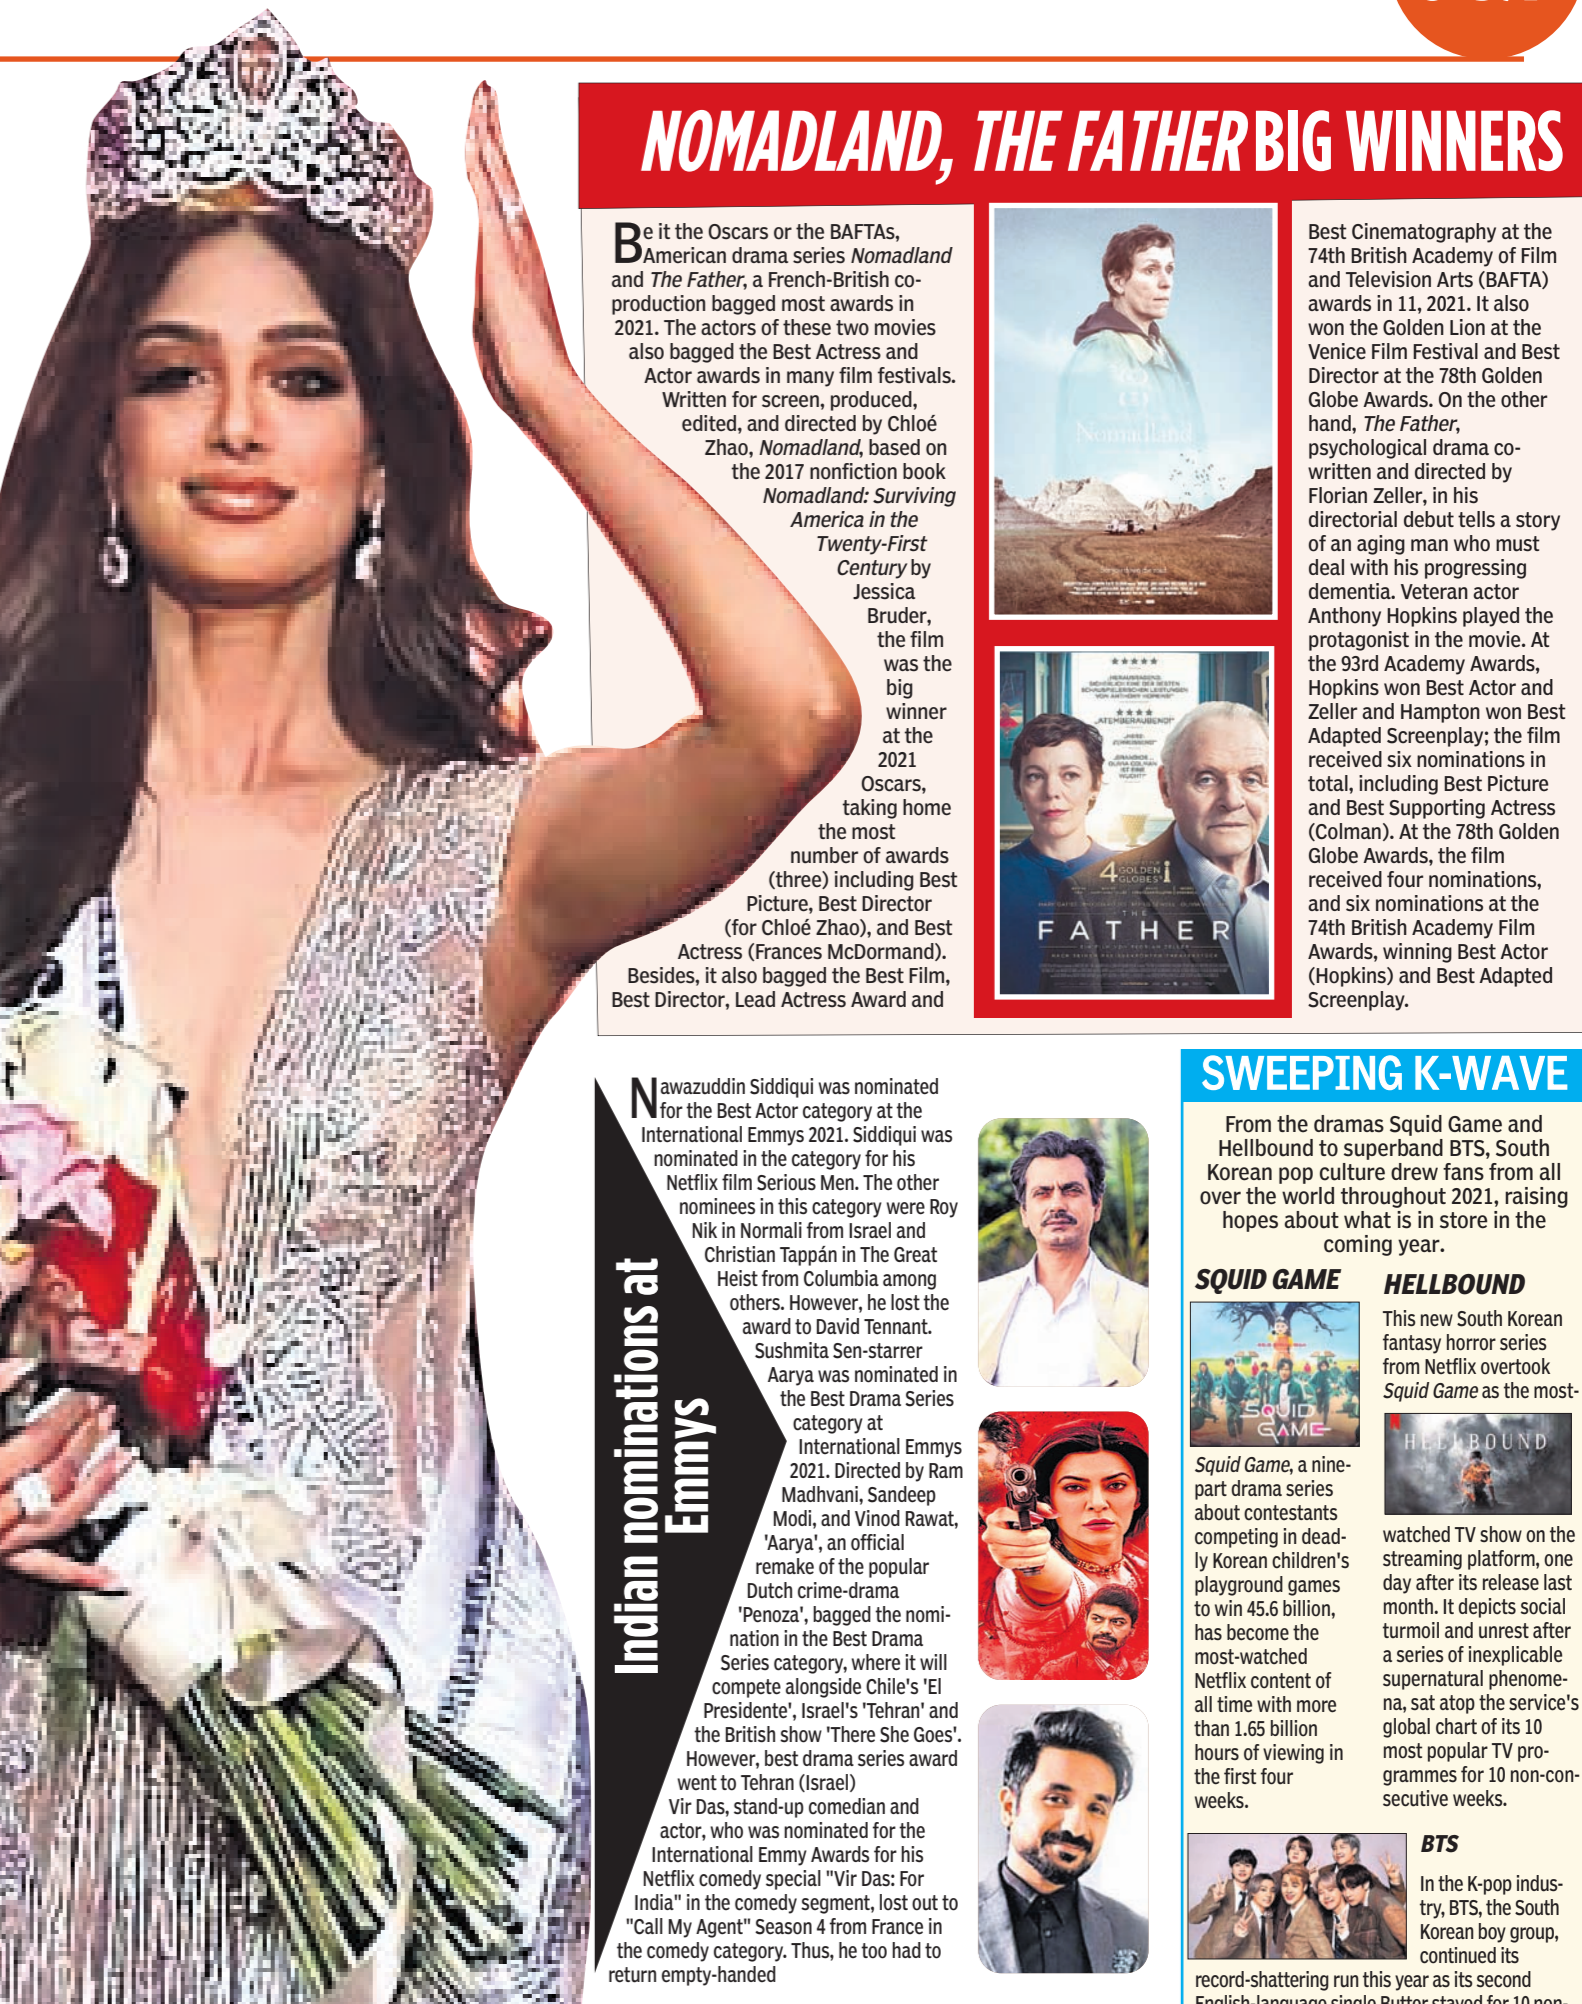 NOMADLAND, THE FATHER BIG WINNERS
Be it the Oscars or the BAFTAs,
American drama series Nomadland
and The Father, a French-British co-
production bagged most awards in
2021. The actors of these two movies
also bagged the Best Actress and
Actor awards in many film festivals.
Written for screen, produced,
edited, and directed by Chloé
Zhao, Nomadland, based on
the 2017 nonfiction book
Nomadland: Surviving
America in the
Twenty-First
Century by
Jessica
Bruder,
the film
was the
big
winner
at the
2021
Oscars,
taking home
the most
number of awards
(three) including Best
Picture, Best Director
(for Chloé Zhao), and Best
Actress (Frances McDormand).
Besides, it also bagged the Best Film,
Best Director, Lead Actress Award and
Nomadland
★★★★★
★★★★
4 GOLDEN
GLOBES
THE
FATHER
Best Cinematography at the
74th British Academy of Film
and Television Arts (BAFTA)
awards in 11, 2021. It also
won the Golden Lion at the
Venice Film Festival and Best
Director at the 78th Golden
Globe Awards. On the other
hand, The Father,
psychological drama co-
written and directed by
Florian Zeller, in his
directorial debut tells a story
of an aging man who must
deal with his progressing
dementia. Veteran actor
Anthony Hopkins played the
protagonist in the movie. At
the 93rd Academy Awards,
Hopkins won Best Actor and
Zeller and Hampton won Best
Adapted Screenplay; the film
received six nominations in
total, including Best Picture
and Best Supporting Actress
(Colman). At the 78th Golden
Globe Awards, the film
received four nominations,
and six nominations at the
74th British Academy Film
Awards, winning Best Actor
(Hopkins) and Best Adapted
Screenplay.
Indian nominations at
Emmys
Nawazuddin Siddiqui was nominated
for the Best Actor category at the
International Emmys 2021. Siddiqui was
nominated in the category for his
Netflix film Serious Men. The other
nominees in this category were Roy
Nik in Normali from Israel and
Christian Tappán in The Great
Heist from Columbia among
others. However, he lost the
award to David Tennant.
Sushmita Sen-starrer
Aarya was nominated in
the Best Drama Series
category at
International Emmys
2021. Directed by Ram
Madhvani, Sandeep
Modi, and Vinod Rawat,
'Aarya', an official
remake of the popular
Dutch crime-drama
'Penoza', bagged the nomi-
nation in the Best Drama
Series category, where it will
compete alongside Chile's 'El
Presidente', Israel's 'Tehran' and
the British show 'There She Goes'.
However, best drama series award
went to Tehran (Israel)
Vir Das, stand-up comedian and
actor, who was nominated for the
International Emmy Awards for his
Netflix comedy special "Vir Das: For
India" in the comedy segment, lost out to
"Call My Agent" Season 4 from France in
the comedy category. Thus, he too had to
return empty-handed
SWEEPING K-WAVE
From the dramas Squid Game and
Hellbound to superband BTS, South
Korean pop culture drew fans from all
over the world throughout 2021, raising
hopes about what is in store in the
coming year.
SQUID GAME
SQUID
GAME
Squid Game, a nine-
part drama series
about contestants
competing in dead-
ly Korean children's
playground games
to win 45.6 billion,
has become the
most-watched
Netflix content of
all time with more
than 1.65 billion
hours of viewing in
the first four
weeks.
HELLBOUND
This new South Korean
fantasy horror series
from Netflix overtook
Squid Game as the most-
HELLBOUND
watched TV show on the
streaming platform, one
day after its release last
month. It depicts social
turmoil and unrest after
a series of inexplicable
supernatural phenome-
na, sat atop the service's
global chart of its 10
most popular TV pro-
grammes for 10 non-con-
secutive weeks.
BTS
In the K-pop indus-
try, BTS, the South
Korean boy group,
continued its
record-shattering run this year as its second
English-language single Butter stayed for 10 non-